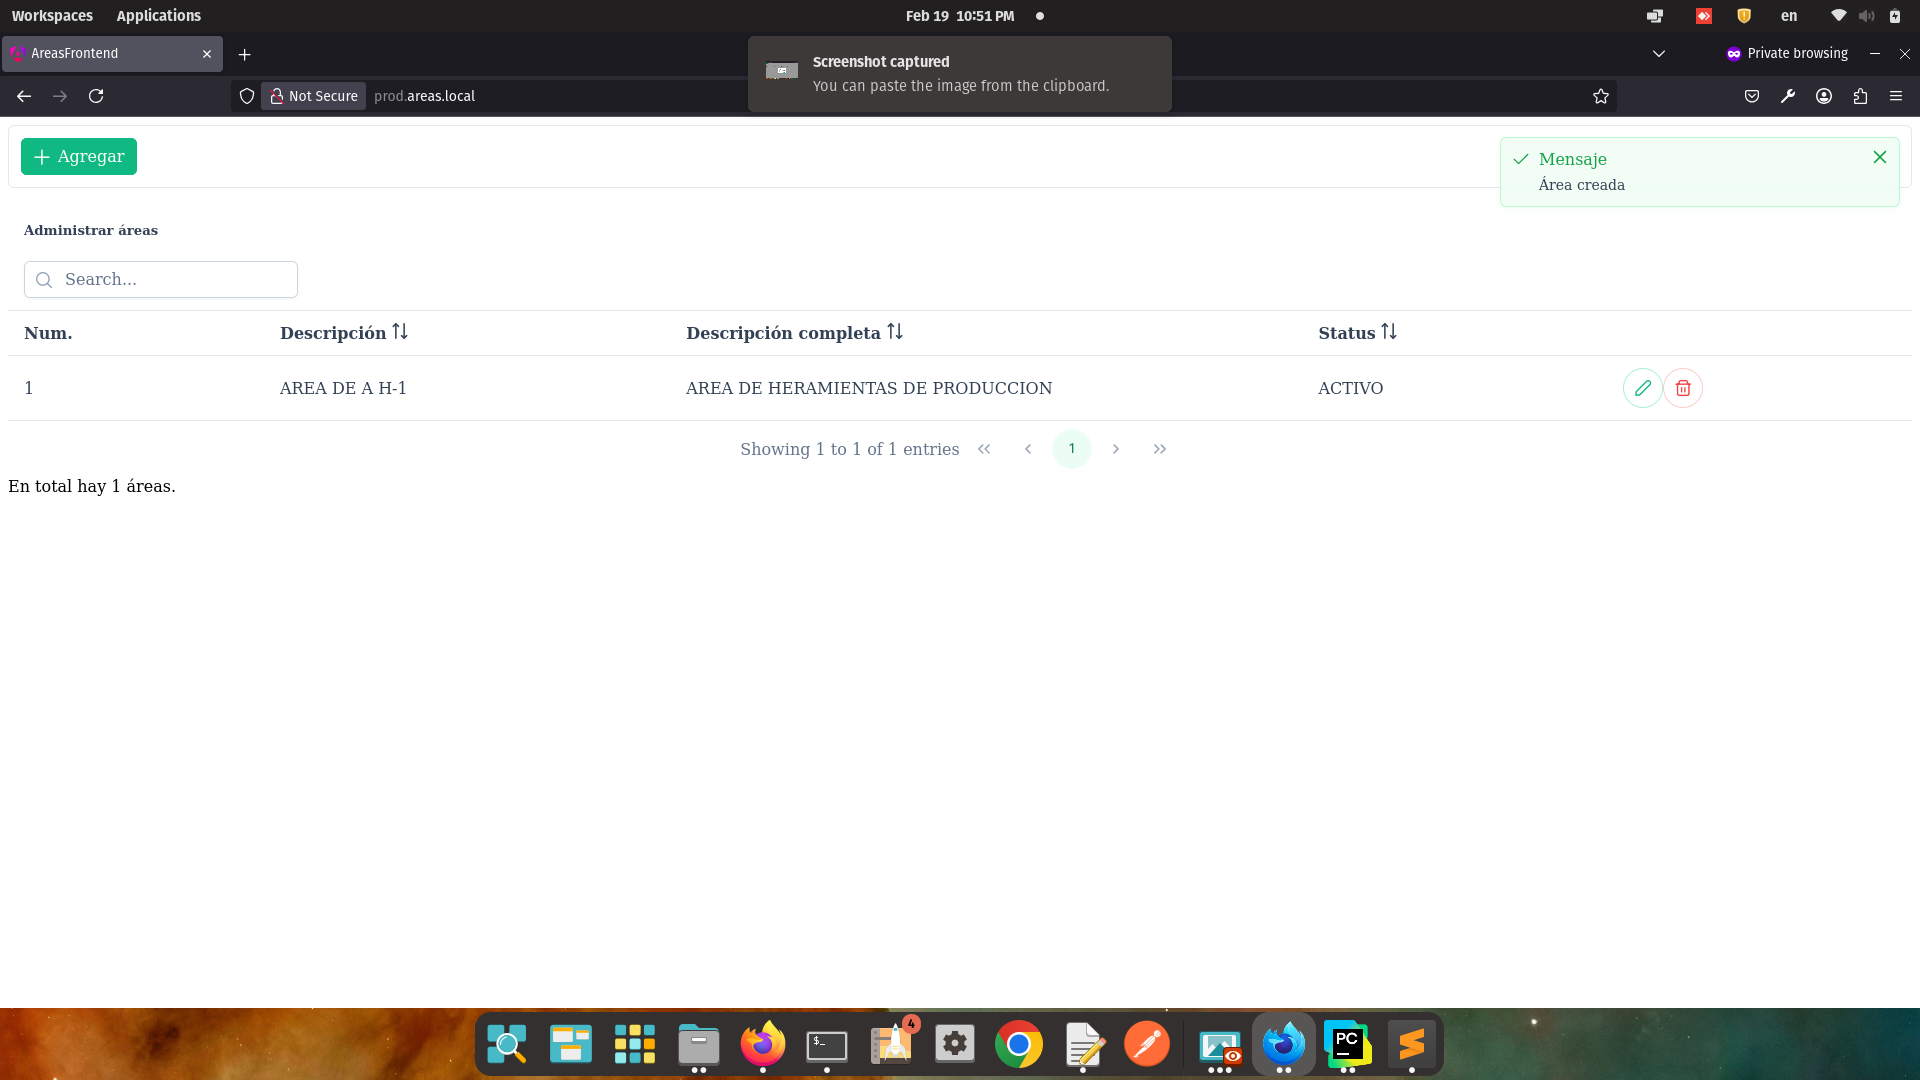 Workspaces Applications Feb 19 10:51 PM en
AreasFrontend Private browsing
Screenshot captured
You can paste the image from the clipboard.
Not Secure prod.areas.local
Agregar
Mensaje
Área creada
Administrar áreas
Search...
Num. Descripción Descripción completa Status
1 AREA DE A H-1 AREA DE HERAMIENTAS DE PRODUCCION ACTIVO
Showing 1 to 1 of 1 entries 1
En total hay 1 áreas.
4
$_
PC